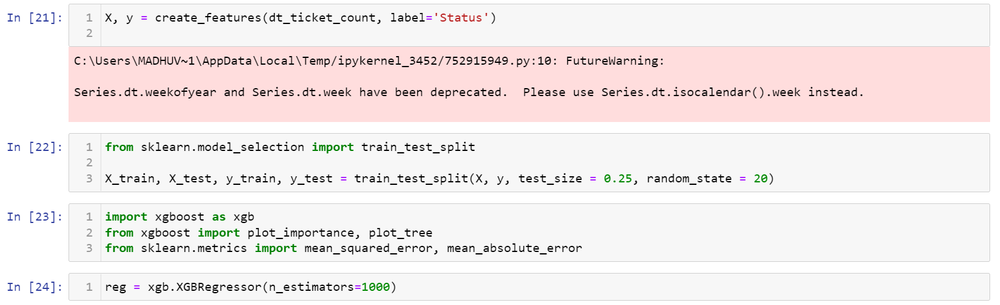 In [21]:
1 X, y = create_features(dt_ticket_count, label='Status')
2
C:\Users\MADHUV~1\AppData\Local\Temp/ipykernel_3452/752915949.py:10: FutureWarning:
Series.dt.weekofyear and Series.dt.week have been deprecated.  Please use Series.dt.isocalendar().week instead.
In [22]:
1 from sklearn.model_selection import train_test_split
2
3 X_train, X_test, y_train, y_test = train_test_split(X, y, test_size = 0.25, random_state = 20)
In [23]:
1 import xgboost as xgb
2 from xgboost import plot_importance, plot_tree
3 from sklearn.metrics import mean_squared_error, mean_absolute_error
In [24]:
1 reg = xgb.XGBRegressor(n_estimators=1000)